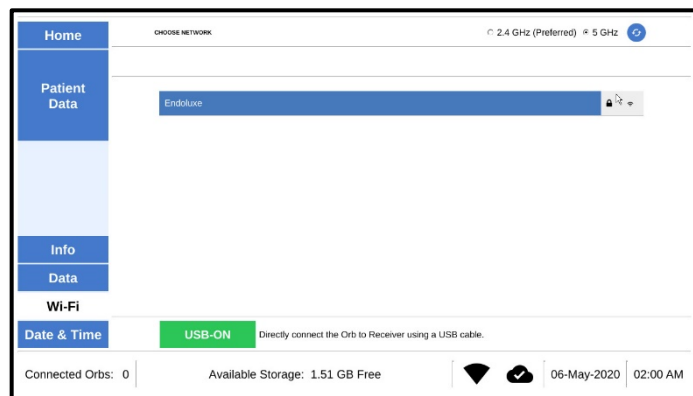 Home
CHOOSE NETWORK
2.4 GHz (Preferred) 5 GHz
Patient
Data
Endoluxe
Info
Data
Wi-Fi
Date & Time
USB-ON Directly connect the Orb to Receiver using a USB cable.
Connected Orbs: 0 Available Storage: 1.51 GB Free 06-May-2020 02:00 AM